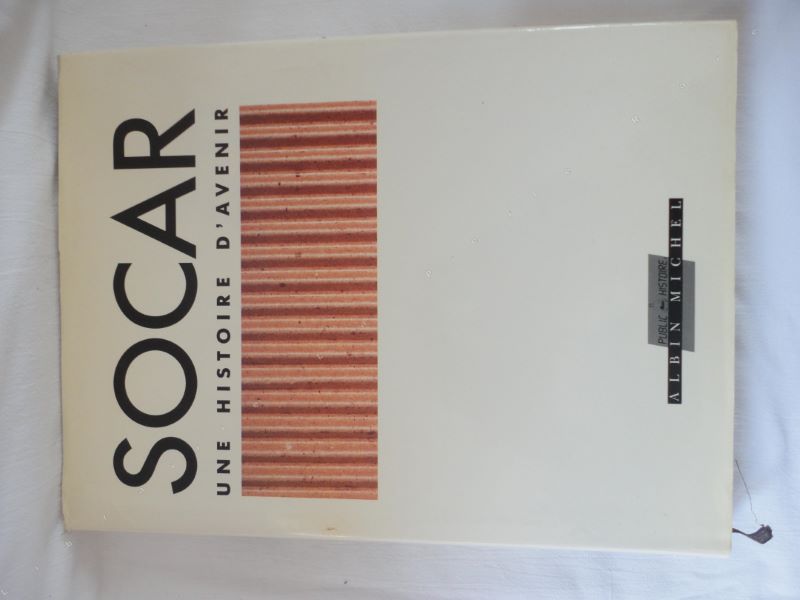 SOCAR
UNE HISTOIRE D'AVENIR
PUBLIC HISTOIRE
ALBIN MICHEL